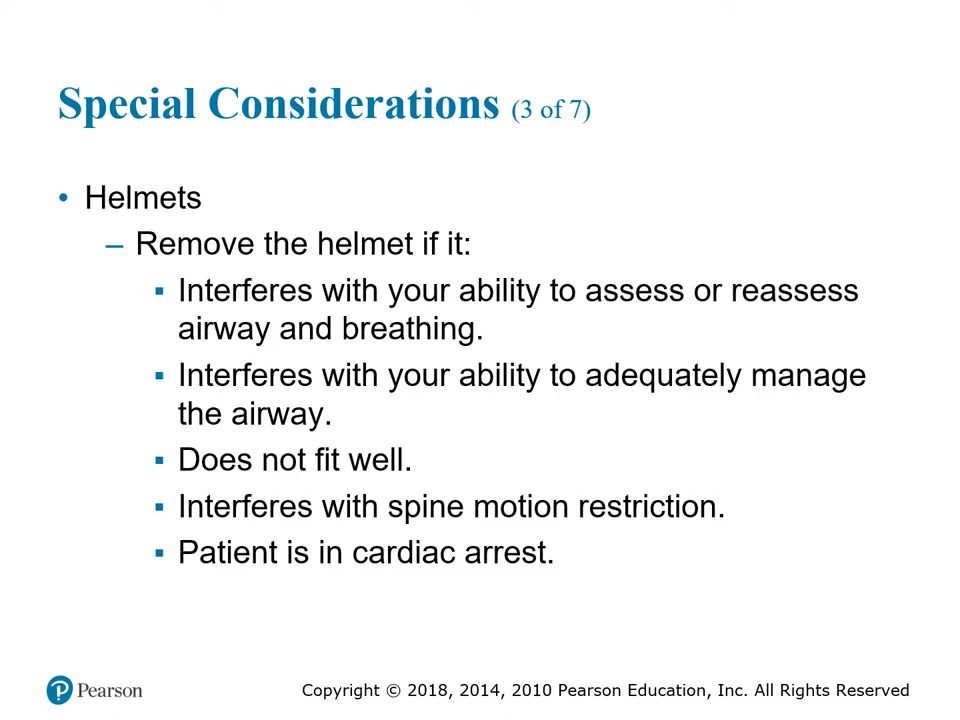 Special Considerations (3 of 7)
• Helmets
– Remove the helmet if it:
▪ Interferes with your ability to assess or reassess
airway and breathing.
▪ Interferes with your ability to adequately manage
the airway.
▪ Does not fit well.
▪ Interferes with spine motion restriction.
▪ Patient is in cardiac arrest.
Pearson
Copyright © 2018, 2014, 2010 Pearson Education, Inc. All Rights Reserved